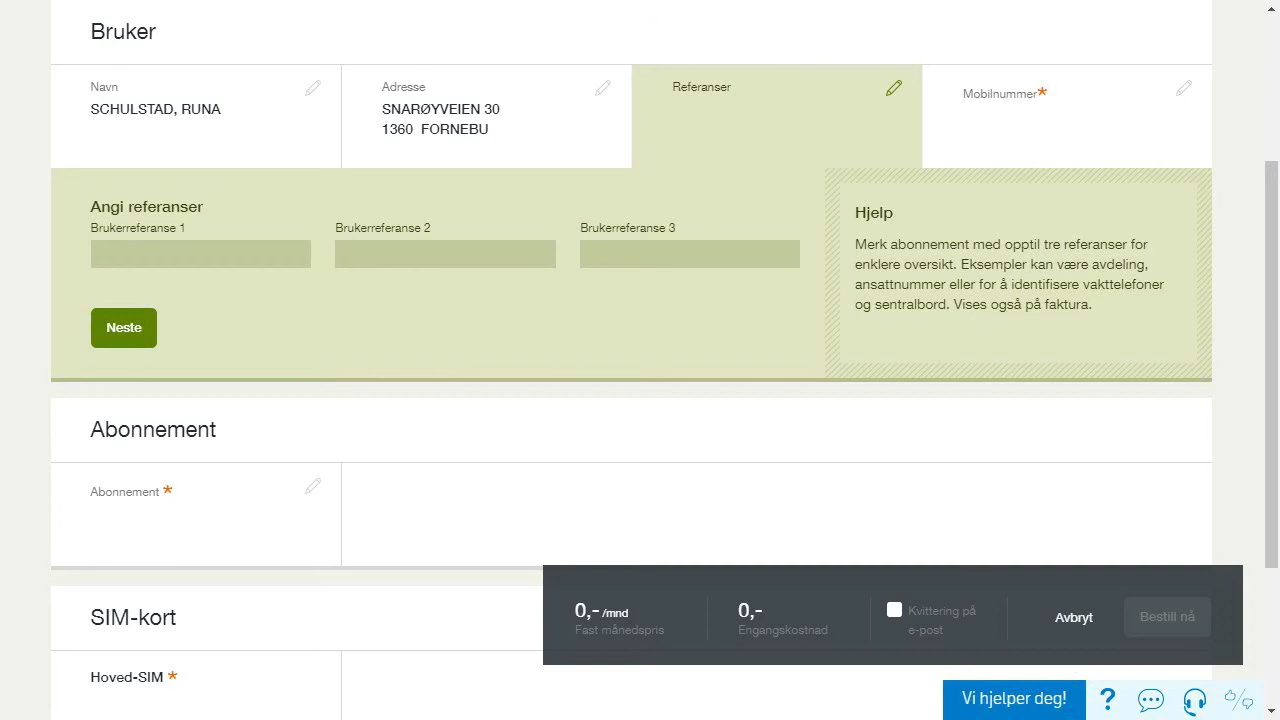 Bruker
Navn
SCHULSTAD, RUNA
Adresse
SNARØYVEIEN 30
1360 FORNEBU
Referanser
Mobilnummer*
Angi referanser
Brukerreferanse 1
Brukerreferanse 2
Brukerreferanse 3
Neste
Hjelp
Merk abonnement med opptil tre referanser for
enklere oversikt. Eksempler kan være avdeling,
ansattnummer eller for å identifisere vakttelefoner
og sentralbord. Vises også på faktura.
Abonnement
Abonnement *
SIM-kort
Hoved-SIM *
0,- /mnd
Fast månedspris
0,-
Engangskostnad
Kvittering på
e-post
Avbryt
Bestill nå
Vi hjelper deg!
?